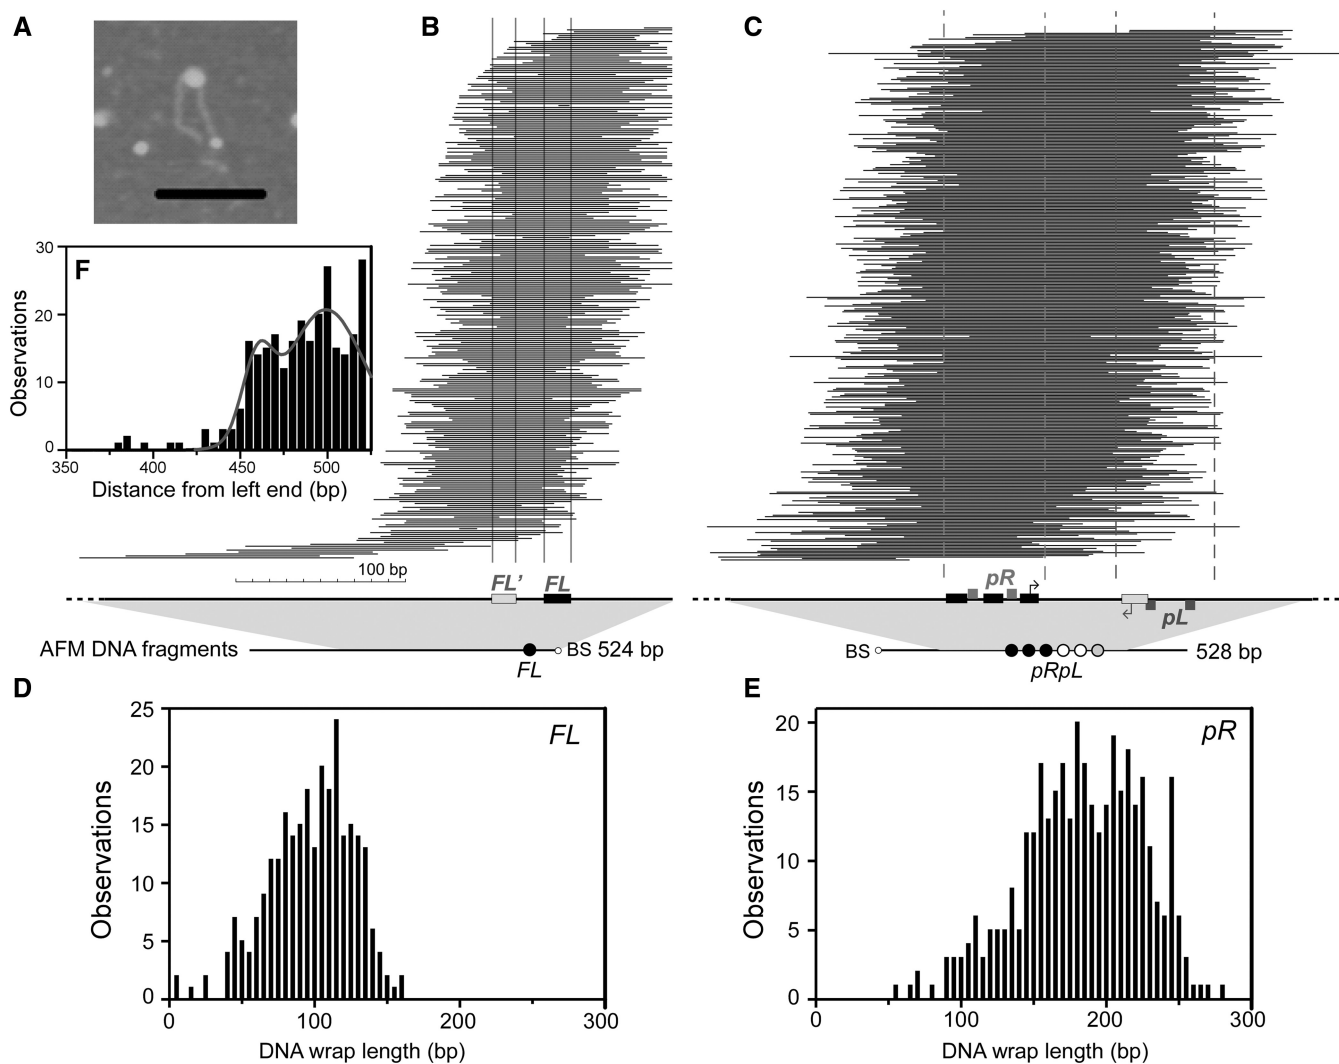 A
B
C
F
30
20
10
0
Observations
350
400
450
500
Distance from left end (bp)
100 bp
FL’
FL
pR
pL
AFM DNA fragments
BS
524 bp
FL
BS
528 bp
pRpL
D
E
25
20
15
10
5
0
Observations
FL
0
100
200
300
DNA wrap length (bp)
20
15
10
5
0
Observations
pR
0
100
200
300
DNA wrap length (bp)